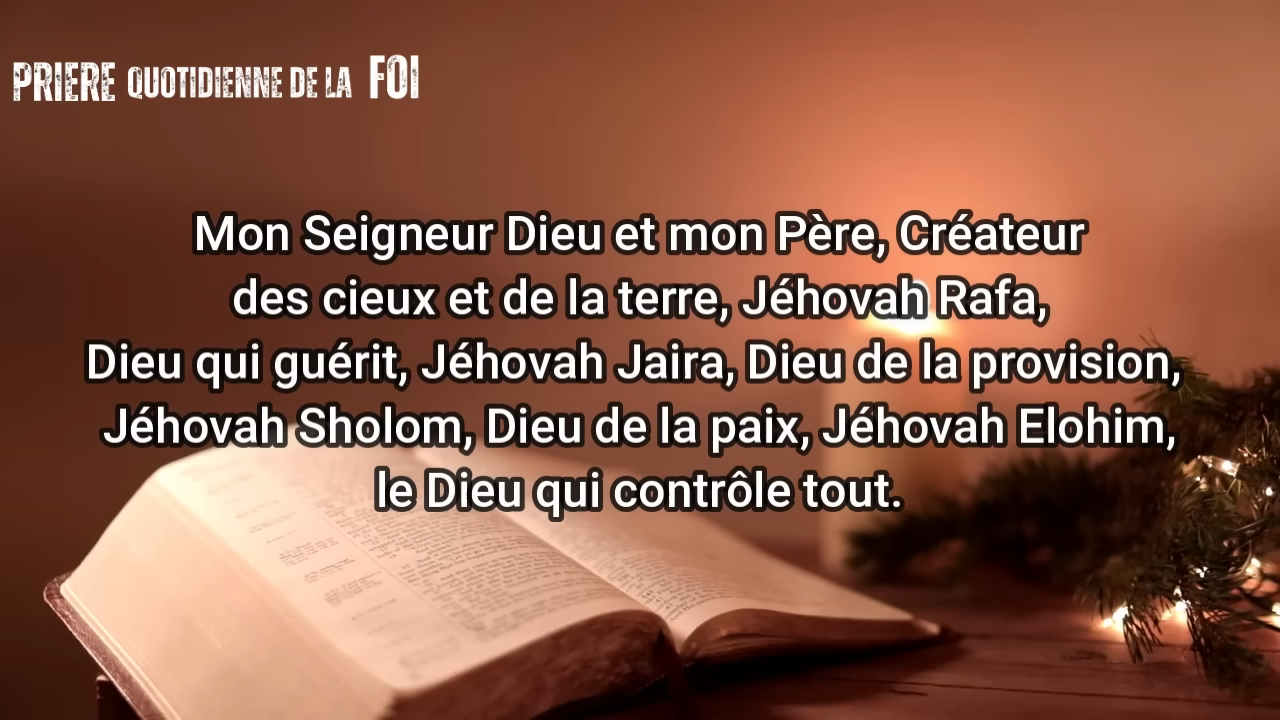 PRIERE QUOTIDIENNE DE LA FOI
Mon Seigneur Dieu et mon Père, Créateur
des cieux et de la terre, Jéhovah Rafa,
Dieu qui guérit, Jéhovah Jaira, Dieu de la provision,
Jéhovah Sholom, Dieu de la paix, Jéhovah Elohim,
le Dieu qui contrôle tout.